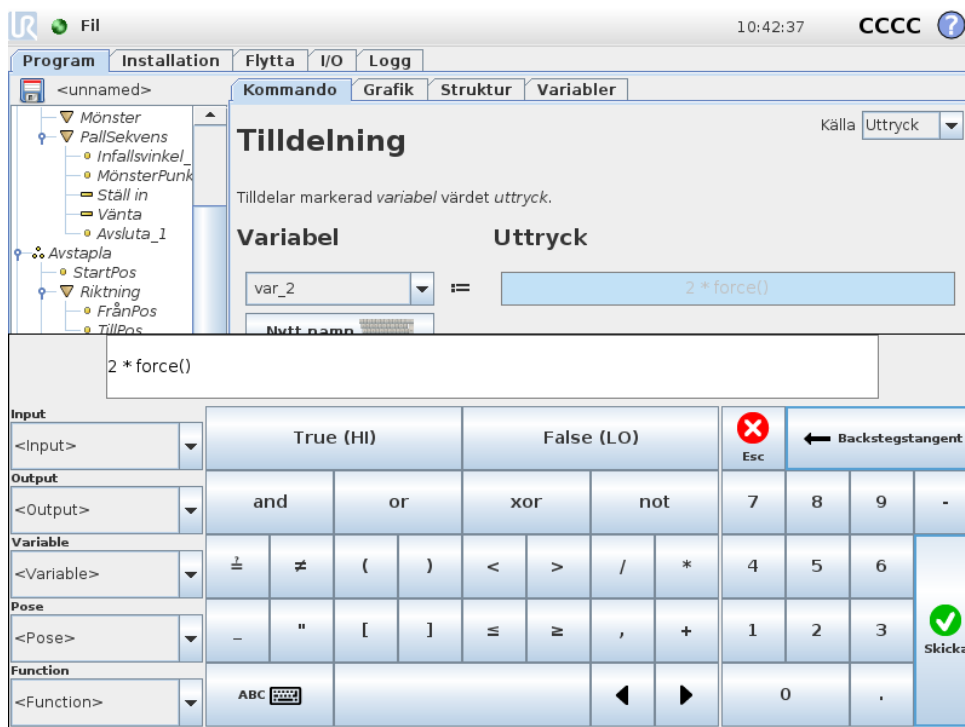 UR Fil 10:42:37 CCCC ?
Program Installation Flytta I/O Logg
<unnamed> Kommando Grafik Struktur Variabler
Mönster
PallSekvens
Infallsvinkel_
MönsterPunk
Ställ in
Vänta
Avsluta_1
Avstapla
StartPos
Riktning
FrånPos
TillPos
Källa Uttryck
Tilldelning
Tilldelar markerad variabel värdet uttryck.
Variabel Uttryck
var_2 := 2 * force()
Nytt namn
2 * force()
Input
<Input>
Output
<Output>
Variable
<Variable>
Pose
<Pose>
Function
<Function>
True (HI) False (LO) Esc Backstegstangent
and or xor not 7 8 9 -
≟ ≠ ( ) < > / * 4 5 6
_ " [ ] ≤ ≥ , + 1 2 3 Skicka
ABC 0 .